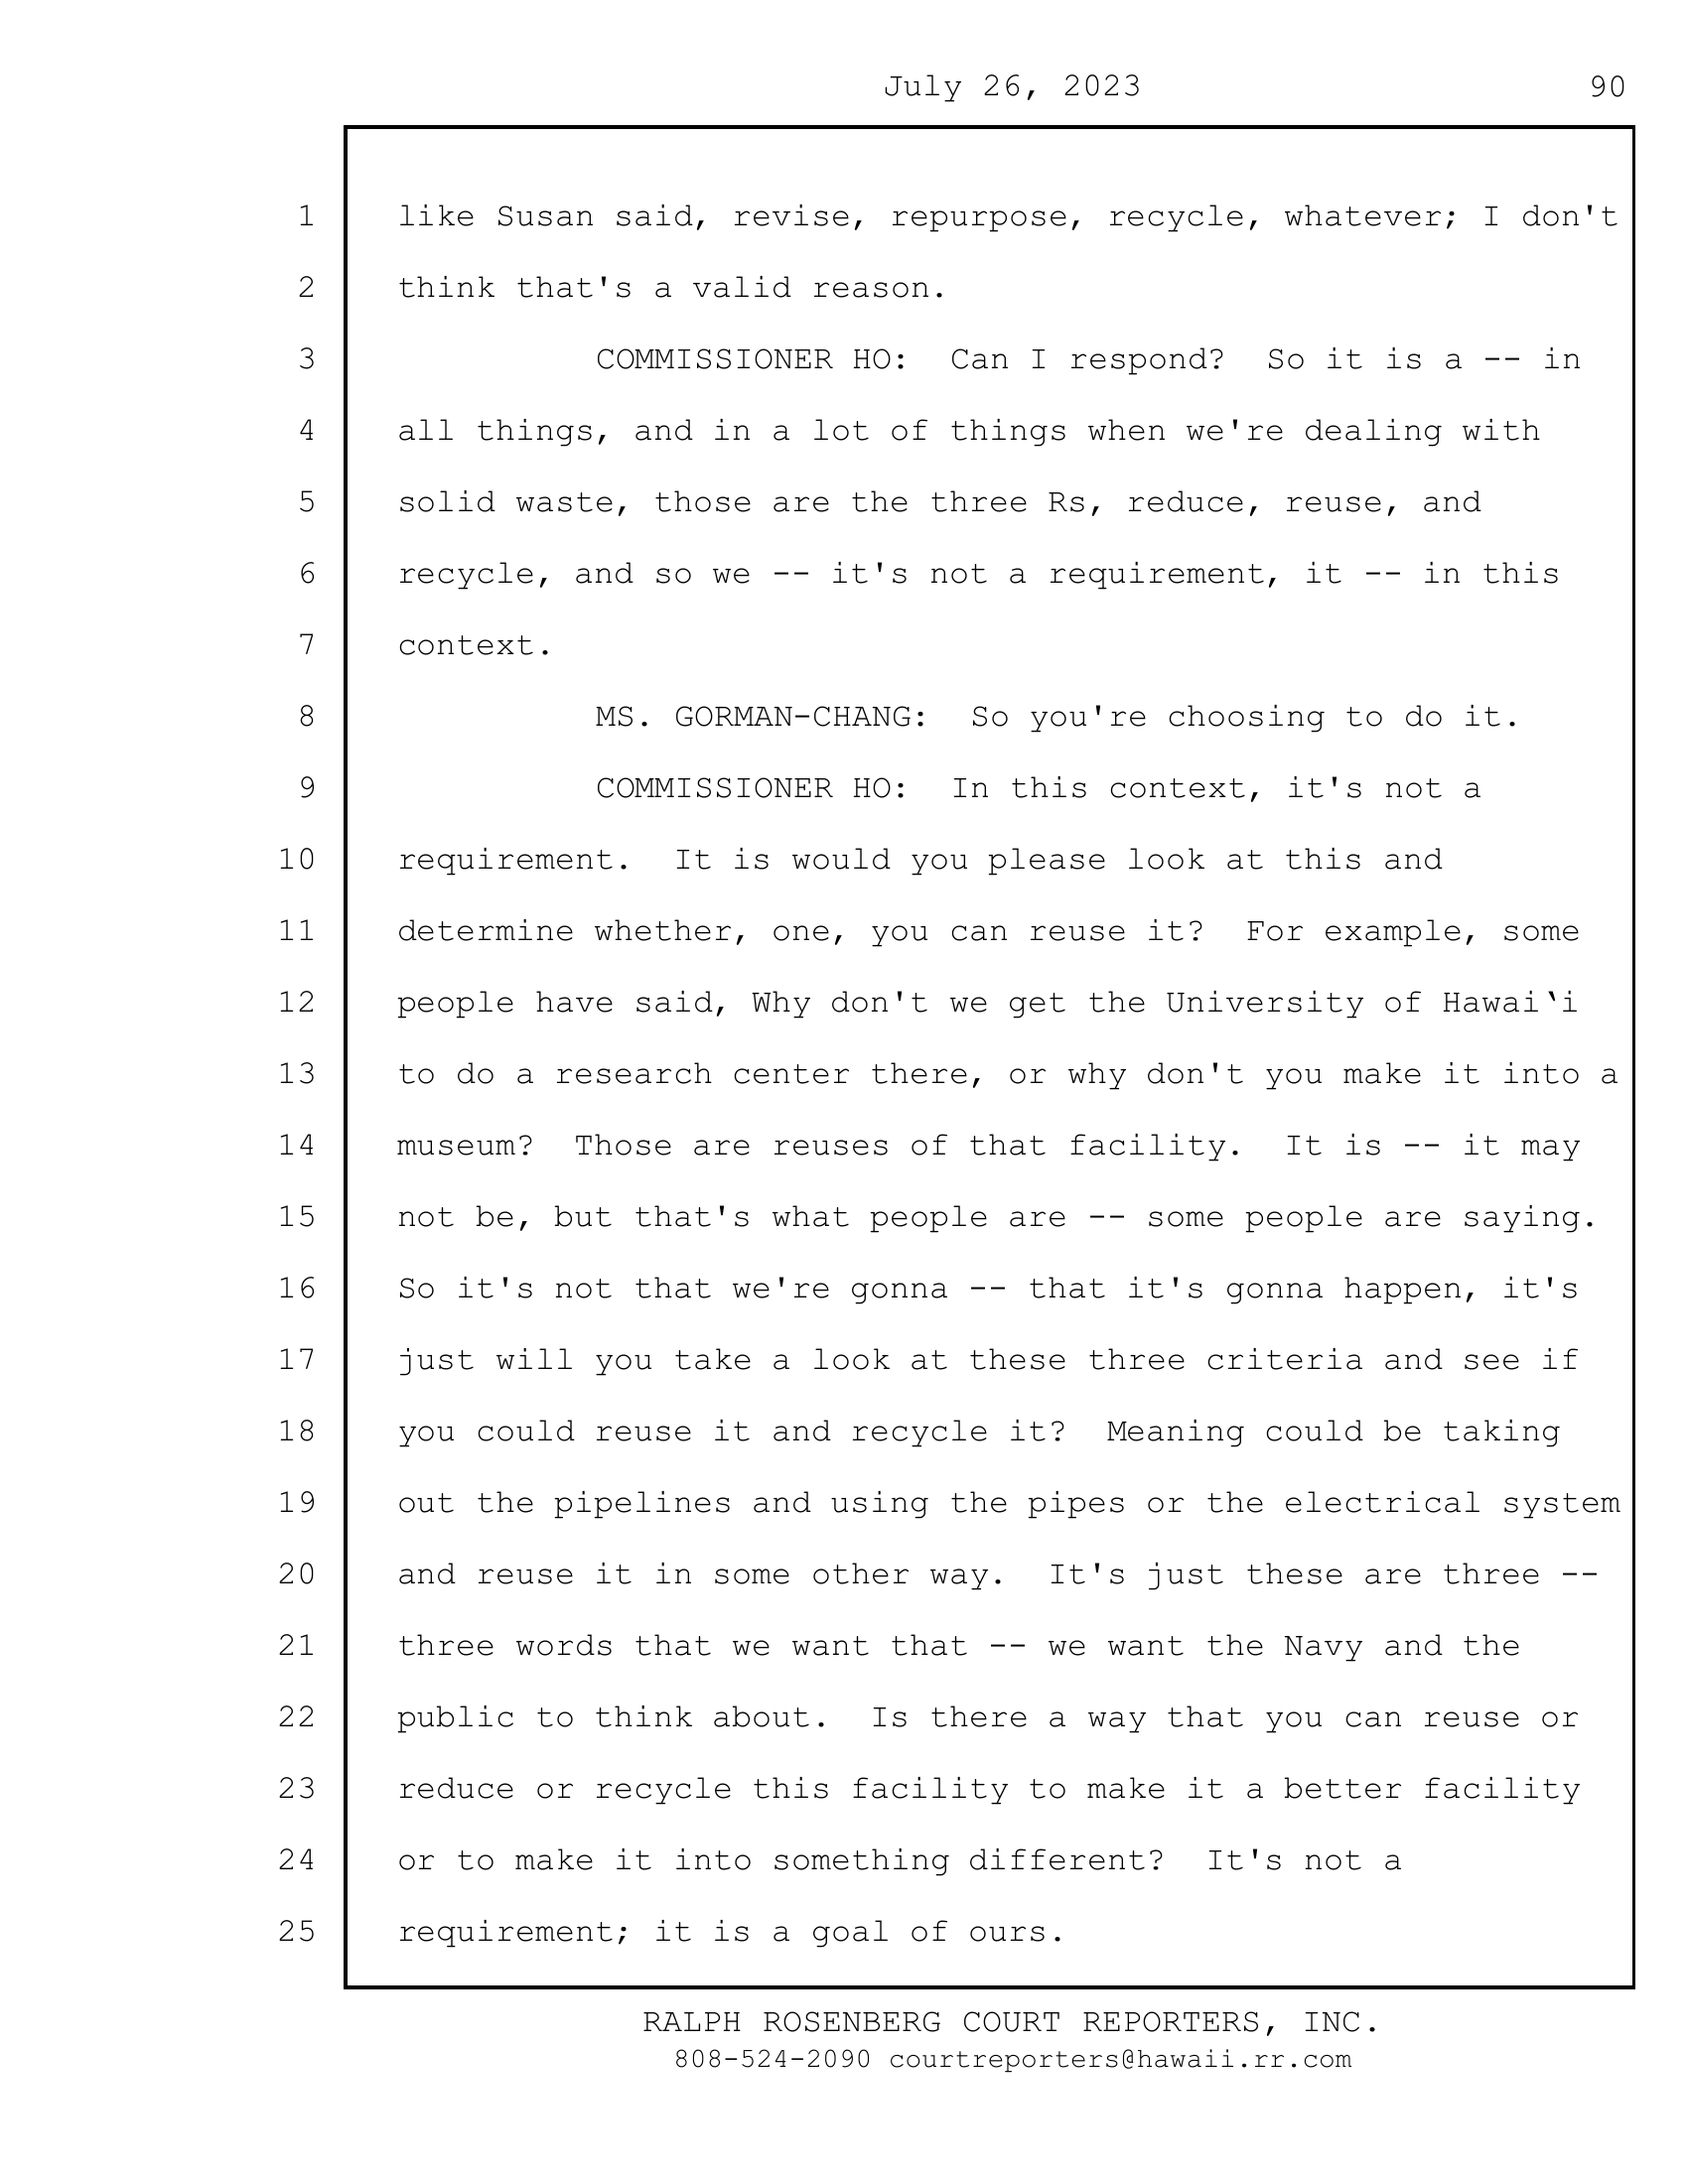 July 26, 2023 90
1 like Susan said, revise, repurpose, recycle, whatever; I don't
2 think that's a valid reason.
3 COMMISSIONER HO: Can I respond? So it is a -- in
4 all things, and in a lot of things when we're dealing with
5 solid waste, those are the three Rs, reduce, reuse, and
6 recycle, and so we -- it's not a requirement, it -- in this
7 context.
8 MS. GORMAN-CHANG: So you're choosing to do it.
9 COMMISSIONER HO: In this context, it's not a
10 requirement. It is would you please look at this and
11 determine whether, one, you can reuse it? For example, some
12 people have said, Why don't we get the University of Hawai‛i
13 to do a research center there, or why don't you make it into a
14 museum? Those are reuses of that facility. It is -- it may
15 not be, but that's what people are -- some people are saying.
16 So it's not that we're gonna -- that it's gonna happen, it's
17 just will you take a look at these three criteria and see if
18 you could reuse it and recycle it? Meaning could be taking
19 out the pipelines and using the pipes or the electrical system
20 and reuse it in some other way. It's just these are three --
21 three words that we want that -- we want the Navy and the
22 public to think about. Is there a way that you can reuse or
23 reduce or recycle this facility to make it a better facility
24 or to make it into something different? It's not a
25 requirement; it is a goal of ours.
RALPH ROSENBERG COURT REPORTERS, INC.
808-524-2090 courtreporters@hawaii.rr.com